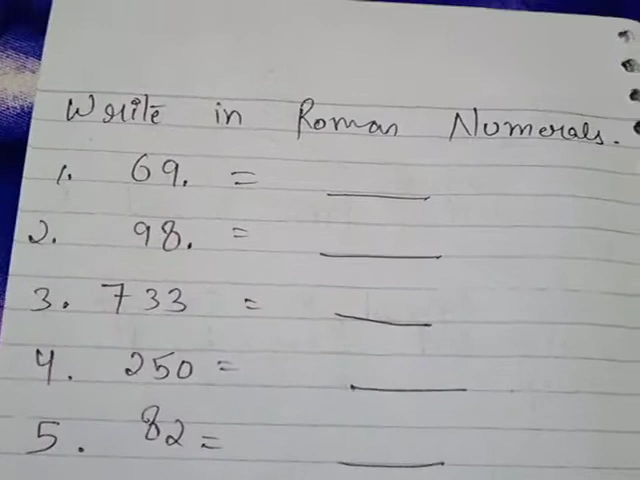 Write in Roman Numerals.
1. 69. = ____
2. 98. = ____
3. 733 = ____
4. 250 = ____
5. 82 = ____